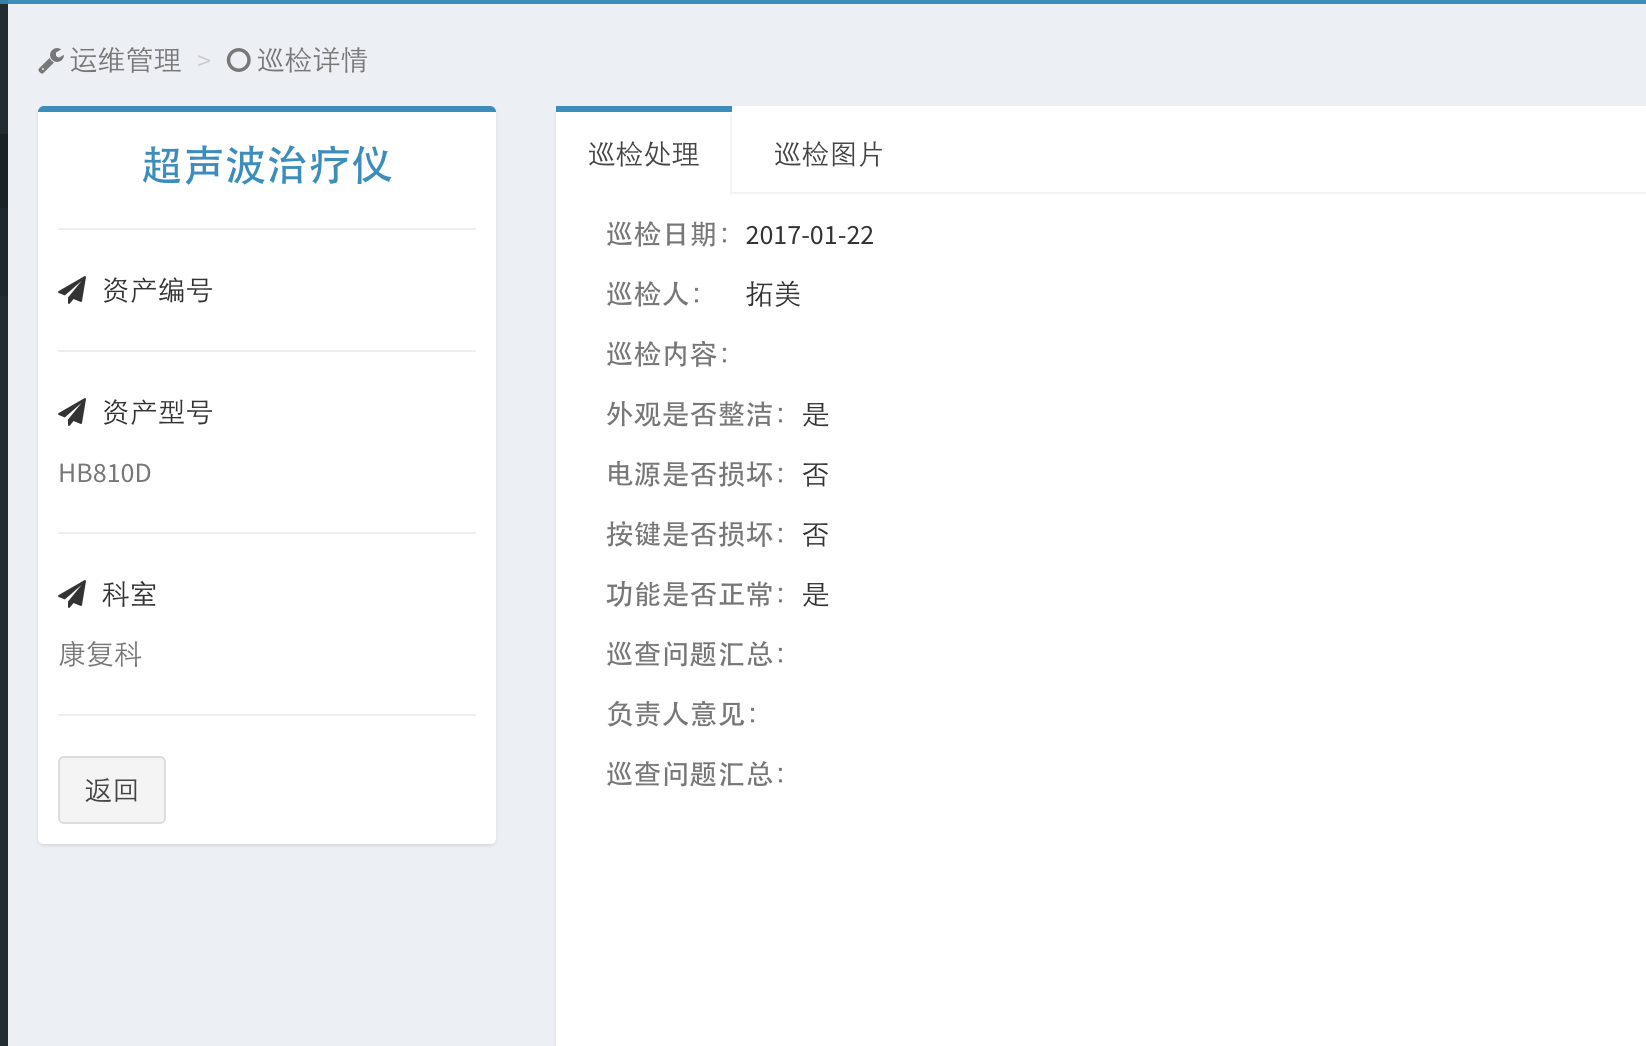 运维管理 > 巡检详情
超声波治疗仪
资产编号
资产型号
HB810D
科室
康复科
返回
巡检处理 巡检图片
巡检日期: 2017-01-22
巡检人: 拓美
巡检内容:
外观是否整洁: 是
电源是否损坏: 否
按键是否损坏: 否
功能是否正常: 是
巡查问题汇总:
负责人意见:
巡查问题汇总: